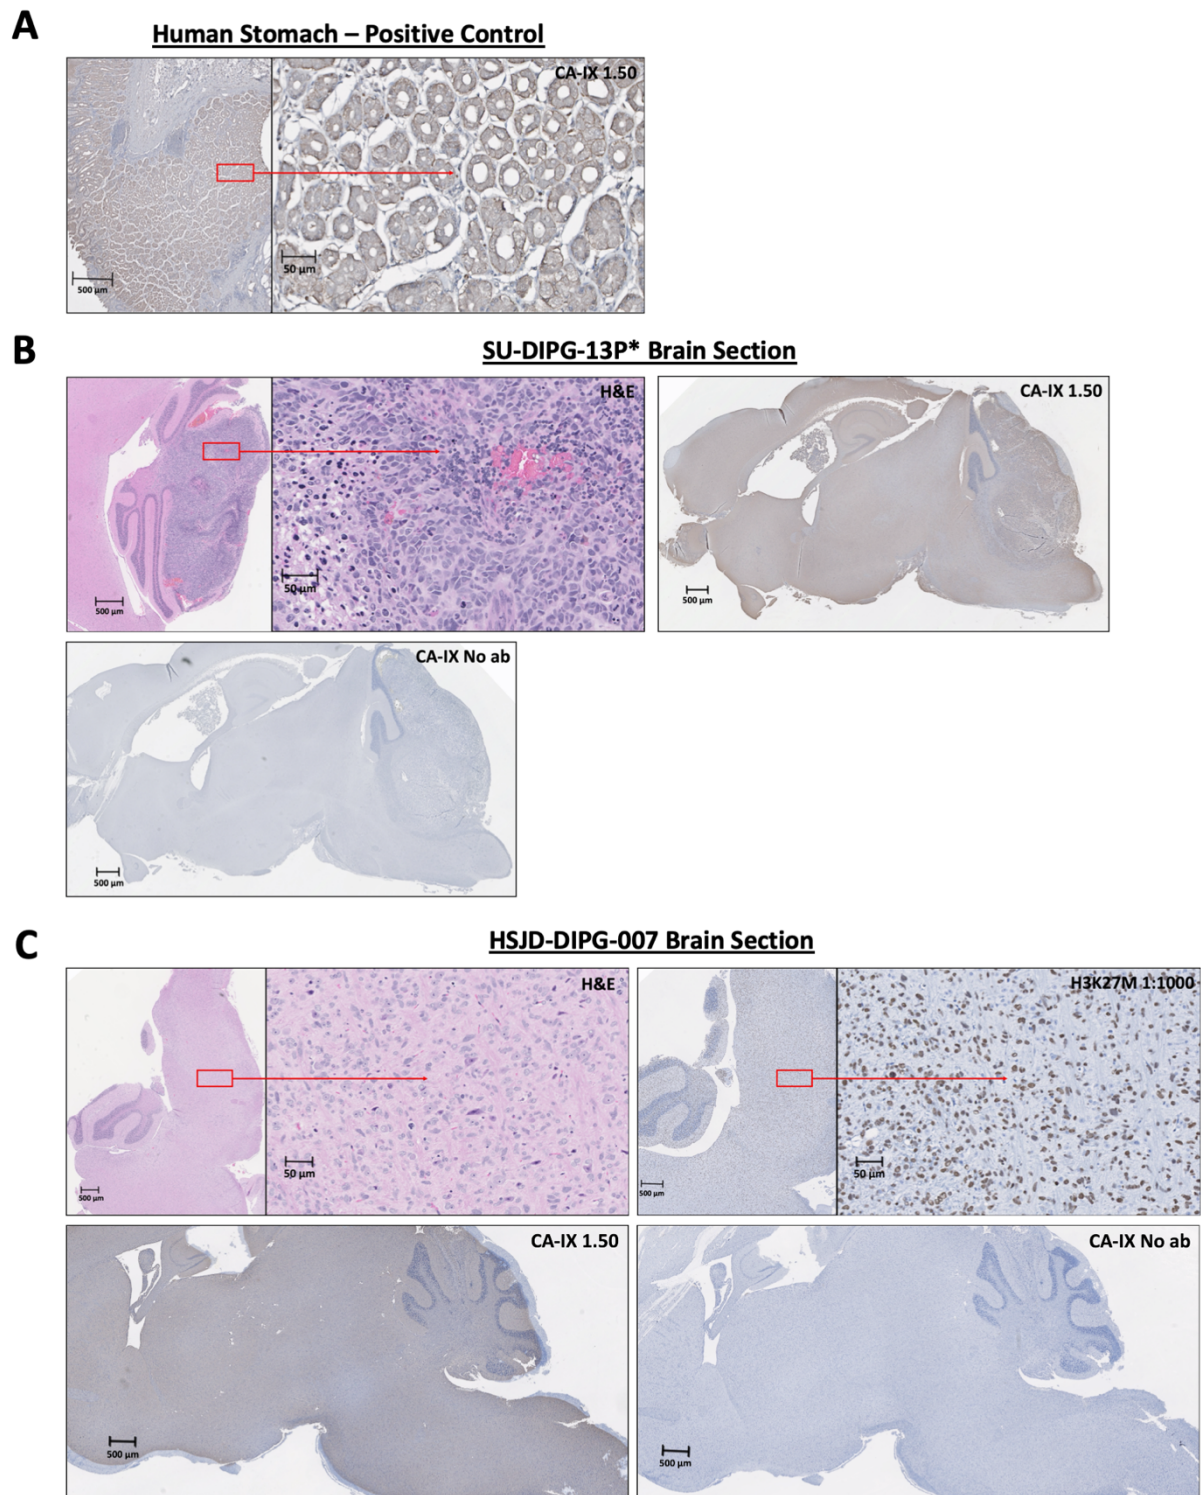 A
Human Stomach – Positive Control
CA-IX 1.50
500 µm
50 µm
B
SU-DIPG-13P* Brain Section
H&E
CA-IX 1.50
500 µm
50 µm
500 µm
CA-IX No ab
500 µm
C
HSJD-DIPG-007 Brain Section
H&E
H3K27M 1:1000
500 µm
50 µm
500 µm
50 µm
CA-IX 1.50
CA-IX No ab
500 µm
500 µm